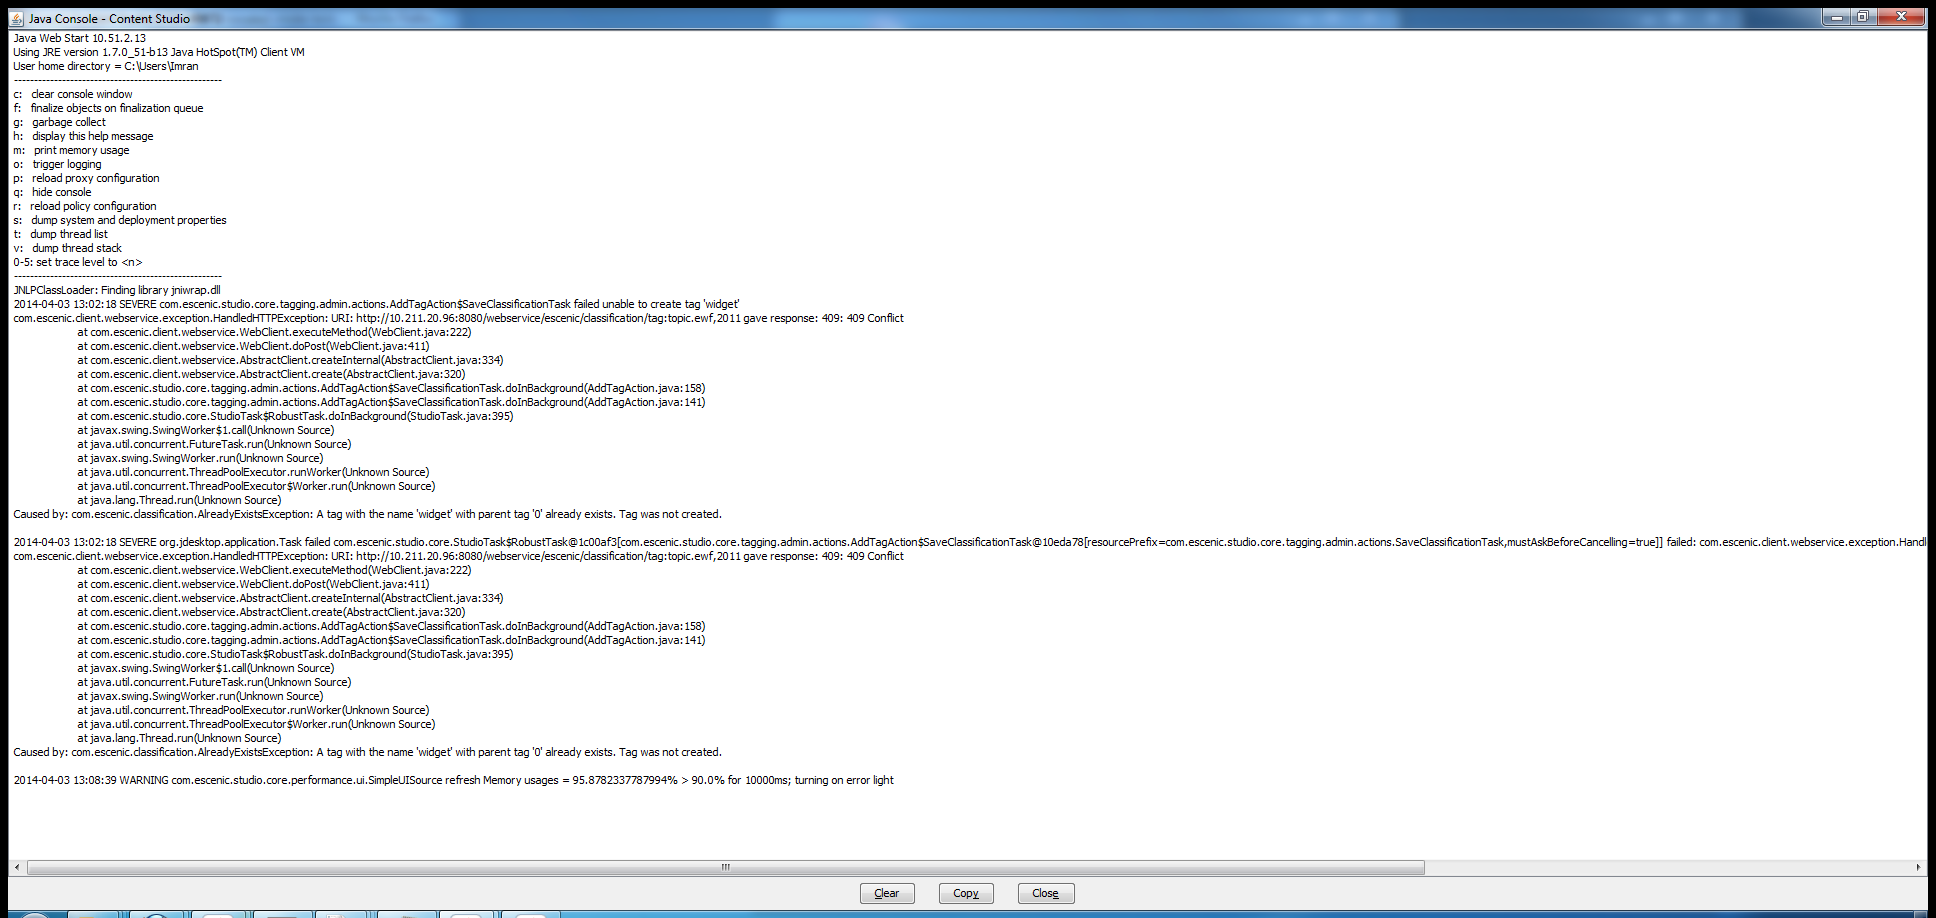 Java Console - Content Studio
Java Web Start 10.51.2.13
Using JRE version 1.7.0_51-b13 Java HotSpot(TM) Client VM
User home directory = C:\Users\Imran
----------------------------------------------------
c:   clear console window
f:   finalize objects on finalization queue
g:   garbage collect
h:   display this help message
m:   print memory usage
o:   trigger logging
p:   reload proxy configuration
q:   hide console
r:   reload policy configuration
s:   dump system and deployment properties
t:   dump thread list
v:   dump thread stack
0-5: set trace level to <n>
----------------------------------------------------
JNLPClassLoader: Finding library jniwrap.dll
2014-04-03 13:02:18 SEVERE com.escenic.studio.core.tagging.admin.actions.AddTagAction$SaveClassificationTask failed unable to create tag 'widget'
com.escenic.client.webservice.exception.HandledHTTPException: URI: http://10.211.20.96:8080/webservice/escenic/classification/tag:topic.ewf,2011 gave response: 409: 409 Conflict
at com.escenic.client.webservice.WebClient.executeMethod(WebClient.java:222)
at com.escenic.client.webservice.WebClient.doPost(WebClient.java:411)
at com.escenic.client.webservice.AbstractClient.createInternal(AbstractClient.java:334)
at com.escenic.client.webservice.AbstractClient.create(AbstractClient.java:320)
at com.escenic.studio.core.tagging.admin.actions.AddTagAction$SaveClassificationTask.doInBackground(AddTagAction.java:158)
at com.escenic.studio.core.tagging.admin.actions.AddTagAction$SaveClassificationTask.doInBackground(AddTagAction.java:141)
at com.escenic.studio.core.StudioTask$RobustTask.doInBackground(StudioTask.java:395)
at javax.swing.SwingWorker$1.call(Unknown Source)
at java.util.concurrent.FutureTask.run(Unknown Source)
at javax.swing.SwingWorker.run(Unknown Source)
at java.util.concurrent.ThreadPoolExecutor.runWorker(Unknown Source)
at java.util.concurrent.ThreadPoolExecutor$Worker.run(Unknown Source)
at java.lang.Thread.run(Unknown Source)
Caused by: com.escenic.classification.AlreadyExistsException: A tag with the name 'widget' with parent tag '0' already exists. Tag was not created.
2014-04-03 13:02:18 SEVERE org.jdesktop.application.Task failed com.escenic.studio.core.StudioTask$RobustTask@1c00af3[com.escenic.studio.core.tagging.admin.actions.AddTagAction$SaveClassificationTask@10eda78[resourcePrefix=com.escenic.studio.core.tagging.admin.actions.SaveClassificationTask,mustAskBeforeCancelling=true]] failed: com.escenic.client.webservice.exception.Handl
com.escenic.client.webservice.exception.HandledHTTPException: URI: http://10.211.20.96:8080/webservice/escenic/classification/tag:topic.ewf,2011 gave response: 409: 409 Conflict
at com.escenic.client.webservice.WebClient.executeMethod(WebClient.java:222)
at com.escenic.client.webservice.WebClient.doPost(WebClient.java:411)
at com.escenic.client.webservice.AbstractClient.createInternal(AbstractClient.java:334)
at com.escenic.client.webservice.AbstractClient.create(AbstractClient.java:320)
at com.escenic.studio.core.tagging.admin.actions.AddTagAction$SaveClassificationTask.doInBackground(AddTagAction.java:158)
at com.escenic.studio.core.tagging.admin.actions.AddTagAction$SaveClassificationTask.doInBackground(AddTagAction.java:141)
at com.escenic.studio.core.StudioTask$RobustTask.doInBackground(StudioTask.java:395)
at javax.swing.SwingWorker$1.call(Unknown Source)
at java.util.concurrent.FutureTask.run(Unknown Source)
at javax.swing.SwingWorker.run(Unknown Source)
at java.util.concurrent.ThreadPoolExecutor.runWorker(Unknown Source)
at java.util.concurrent.ThreadPoolExecutor$Worker.run(Unknown Source)
at java.lang.Thread.run(Unknown Source)
Caused by: com.escenic.classification.AlreadyExistsException: A tag with the name 'widget' with parent tag '0' already exists. Tag was not created.
2014-04-03 13:08:39 WARNING com.escenic.studio.core.performance.ui.SimpleUISource refresh Memory usages = 95.8782337787994% > 90.0% for 10000ms; turning on error light
Clear Copy Close